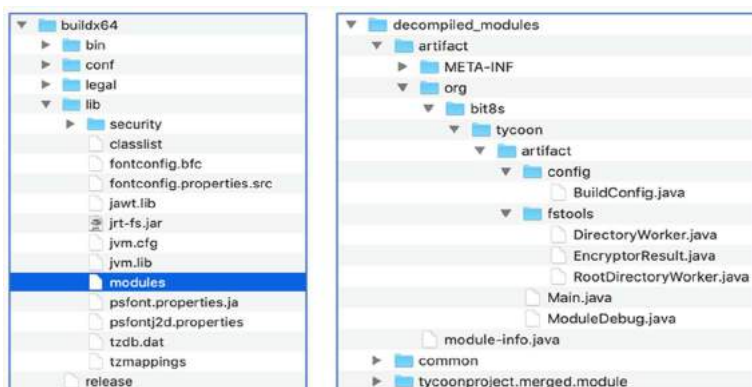 buildx64
bin
conf
legal
lib
security
classlist
fontconfig.bfc
fontconfig.properties.src
jawt.lib
jrt-fs.jar
jvm.cfg
jvm.lib
modules
psfont.properties.ja
psfontj2d.properties
tzdb.dat
tzmappings
release
decompiled_modules
artifact
META-INF
org
bit8s
tycoon
artifact
config
BuildConfig.java
fstools
DirectoryWorker.java
EncryptorResult.java
RootDirectoryWorker.java
Main.java
ModuleDebug.java
module-info.java
common
tycoonproject.merged.module